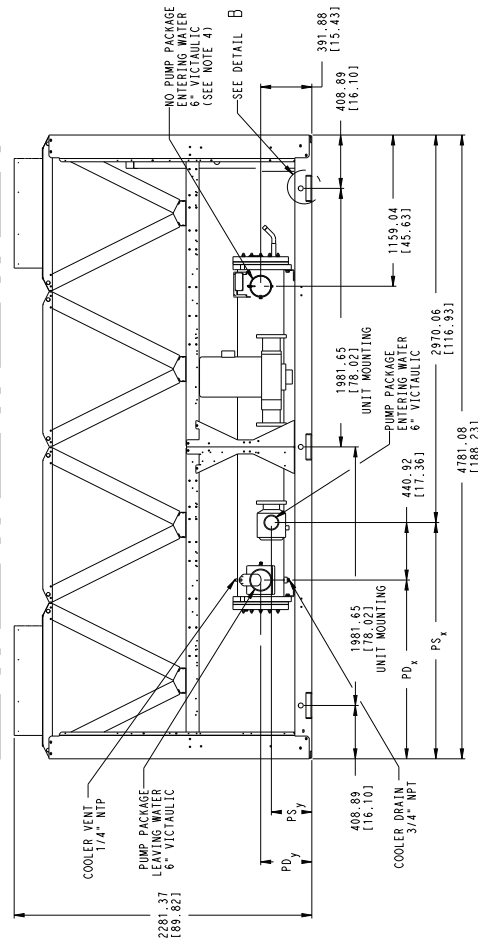 2281.37
[89.82]
COOLER VENT
1/4" NTP
PUMP PACKAGE
LEAVING WATER
6" VICTAULIC
NO PUMP PACKAGE
ENTERING WATER
6" VICTAULIC
(SEE NOTE 4)
SEE DETAIL B
391.88
[15.43]
408.89
[16.10]
1159.04
[45.63]
1981.65
[78.02]
UNIT MOUNTING
2970.06
[116.93]
PUMP PACKAGE
ENTERING WATER
6" VICTAULIC
440.92
[17.36]
4781.08
[188.23]
1981.65
[78.02]
UNIT MOUNTING
PDx
PSx
408.89
[16.10]
PSy
PDy
COOLER DRAIN
3/4" NPT